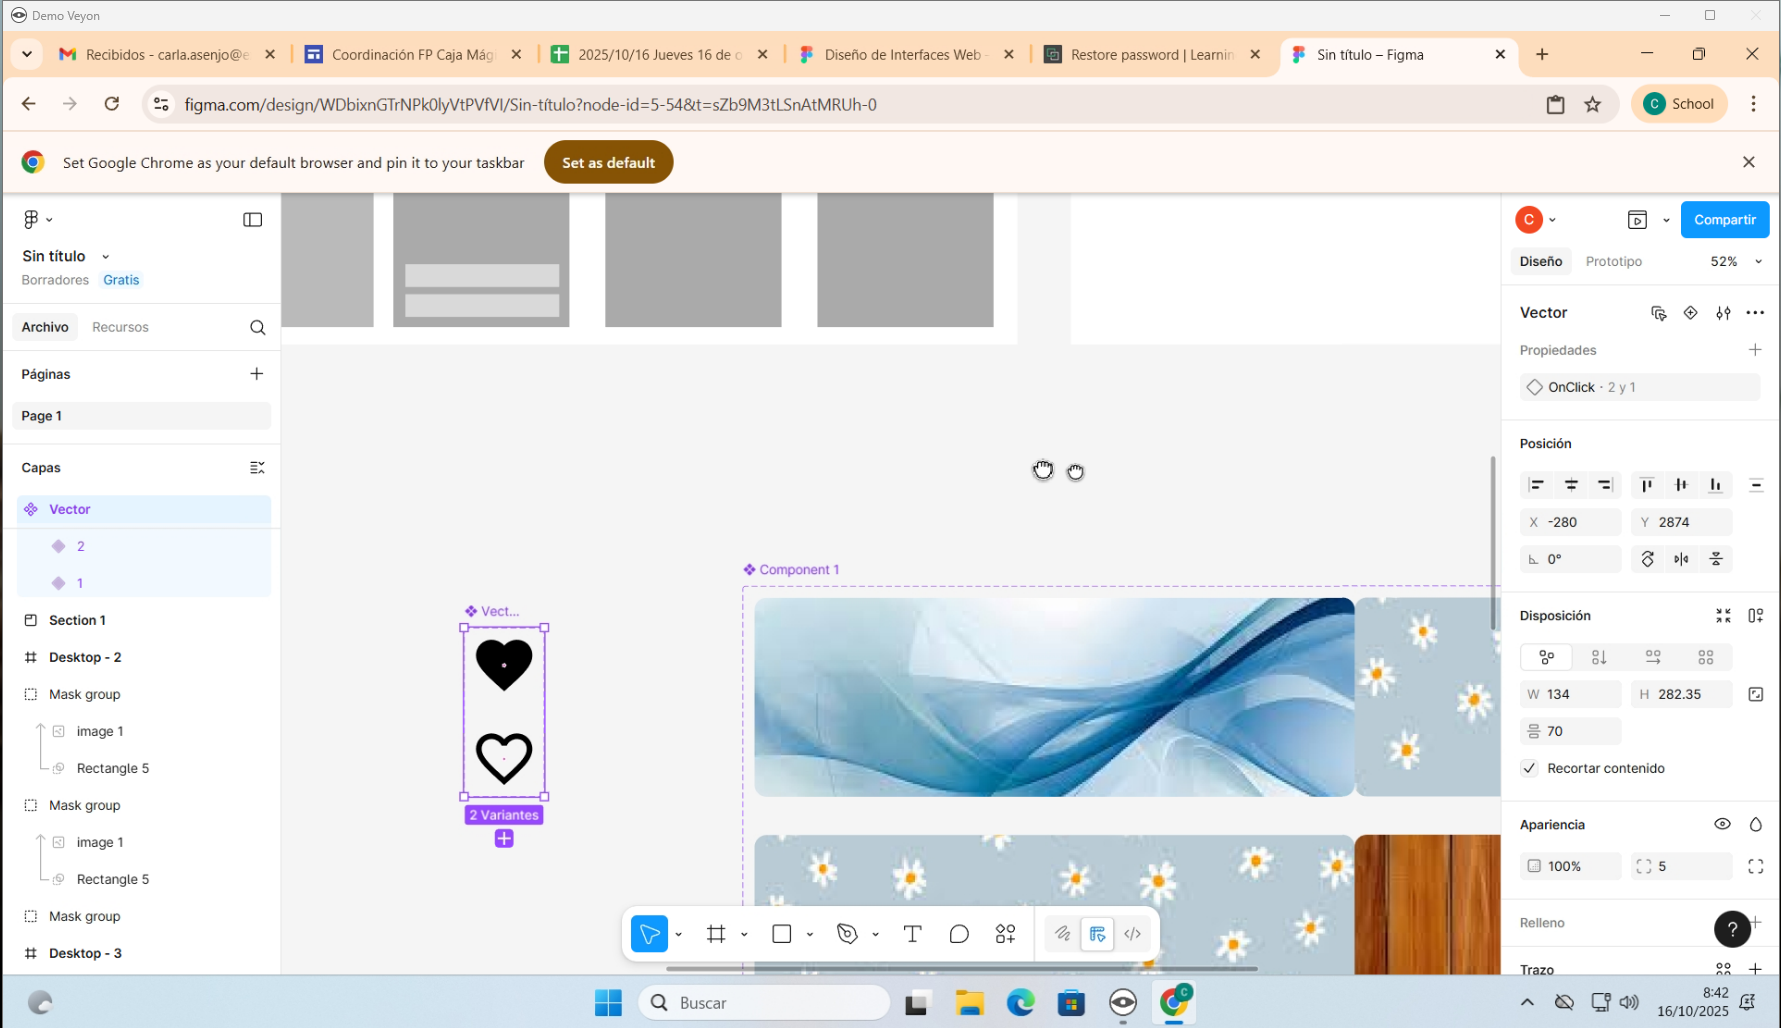 Demo Veyon
Recibidos - carla.asenjo@e
Coordinación FP Caja Mág
2025/10/16 Jueves 16 de o
Diseño de Interfaces Web -
Restore password | Learnin
Sin título – Figma
figma.com/design/WDbixnGTrNPk0lyVtPVfVI/Sin-título?node-id=5-54&t=sZb9M3tLSnAtMRUh-0
C School
Set Google Chrome as your default browser and pin it to your taskbar
Set as default
Sin título
Borradores Gratis
Archivo Recursos
Páginas
Page 1
Capas
Vector
2
1
Section 1
Desktop - 2
Mask group
image 1
Rectangle 5
Mask group
image 1
Rectangle 5
Mask group
Desktop - 3
Vect...
2 Variantes
Component 1
C
Compartir
Diseño Prototipo 52%
Vector
Propiedades
OnClick · 2 y 1
Posición
X -280 Y 2874
0°
Disposición
W 134 H 282.35
70
Recortar contenido
Apariencia
100% 5
Relleno
?
Trazo
Buscar
C
8:42
16/10/2025